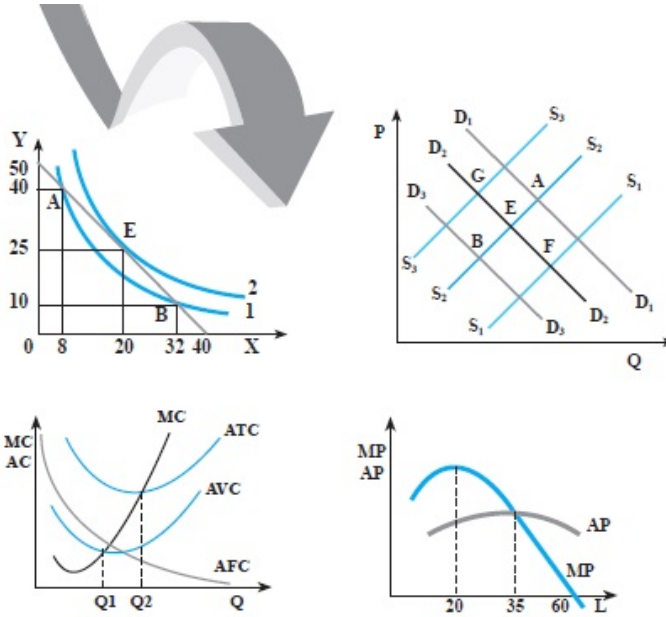 Y
50
40
A
E
25
10
B
2
1
0 8 20 32 40 X
P
D1
S3
D2
S2
G
A
D3
S1
E
B
F
S3
S2
S1
D3
D2
D1
Q
MC
AC
MC
ATC
AVC
AFC
Q1 Q2 Q
MP
AP
AP
MP
20 35 60 L